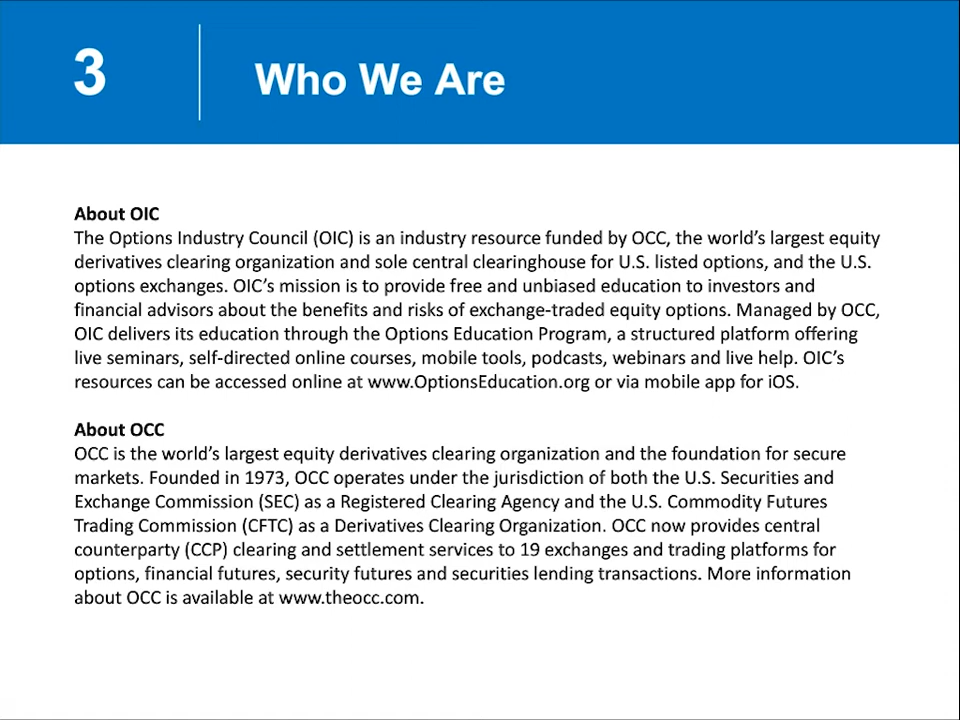 3
Who We Are
About OIC
The Options Industry Council (OIC) is an industry resource funded by OCC, the world's largest equity
derivatives clearing organization and sole central clearinghouse for U.S. listed options, and the U.S.
options exchanges. OIC's mission is to provide free and unbiased education to investors and
financial advisors about the benefits and risks of exchange-traded equity options. Managed by OCC,
OIC delivers its education through the Options Education Program, a structured platform offering
live seminars, self-directed online courses, mobile tools, podcasts, webinars and live help. OIC's
resources can be accessed online at www.OptionsEducation.org or via mobile app for iOS.
About OCC
OCC is the world's largest equity derivatives clearing organization and the foundation for secure
markets. Founded in 1973, OCC operates under the jurisdiction of both the U.S. Securities and
Exchange Commission (SEC) as a Registered Clearing Agency and the U.S. Commodity Futures
Trading Commission (CFTC) as a Derivatives Clearing Organization. OCC now provides central
counterparty (CCP) clearing and settlement services to 19 exchanges and trading platforms for
options, financial futures, security futures and securities lending transactions. More information
about OCC is available at www.theocc.com.